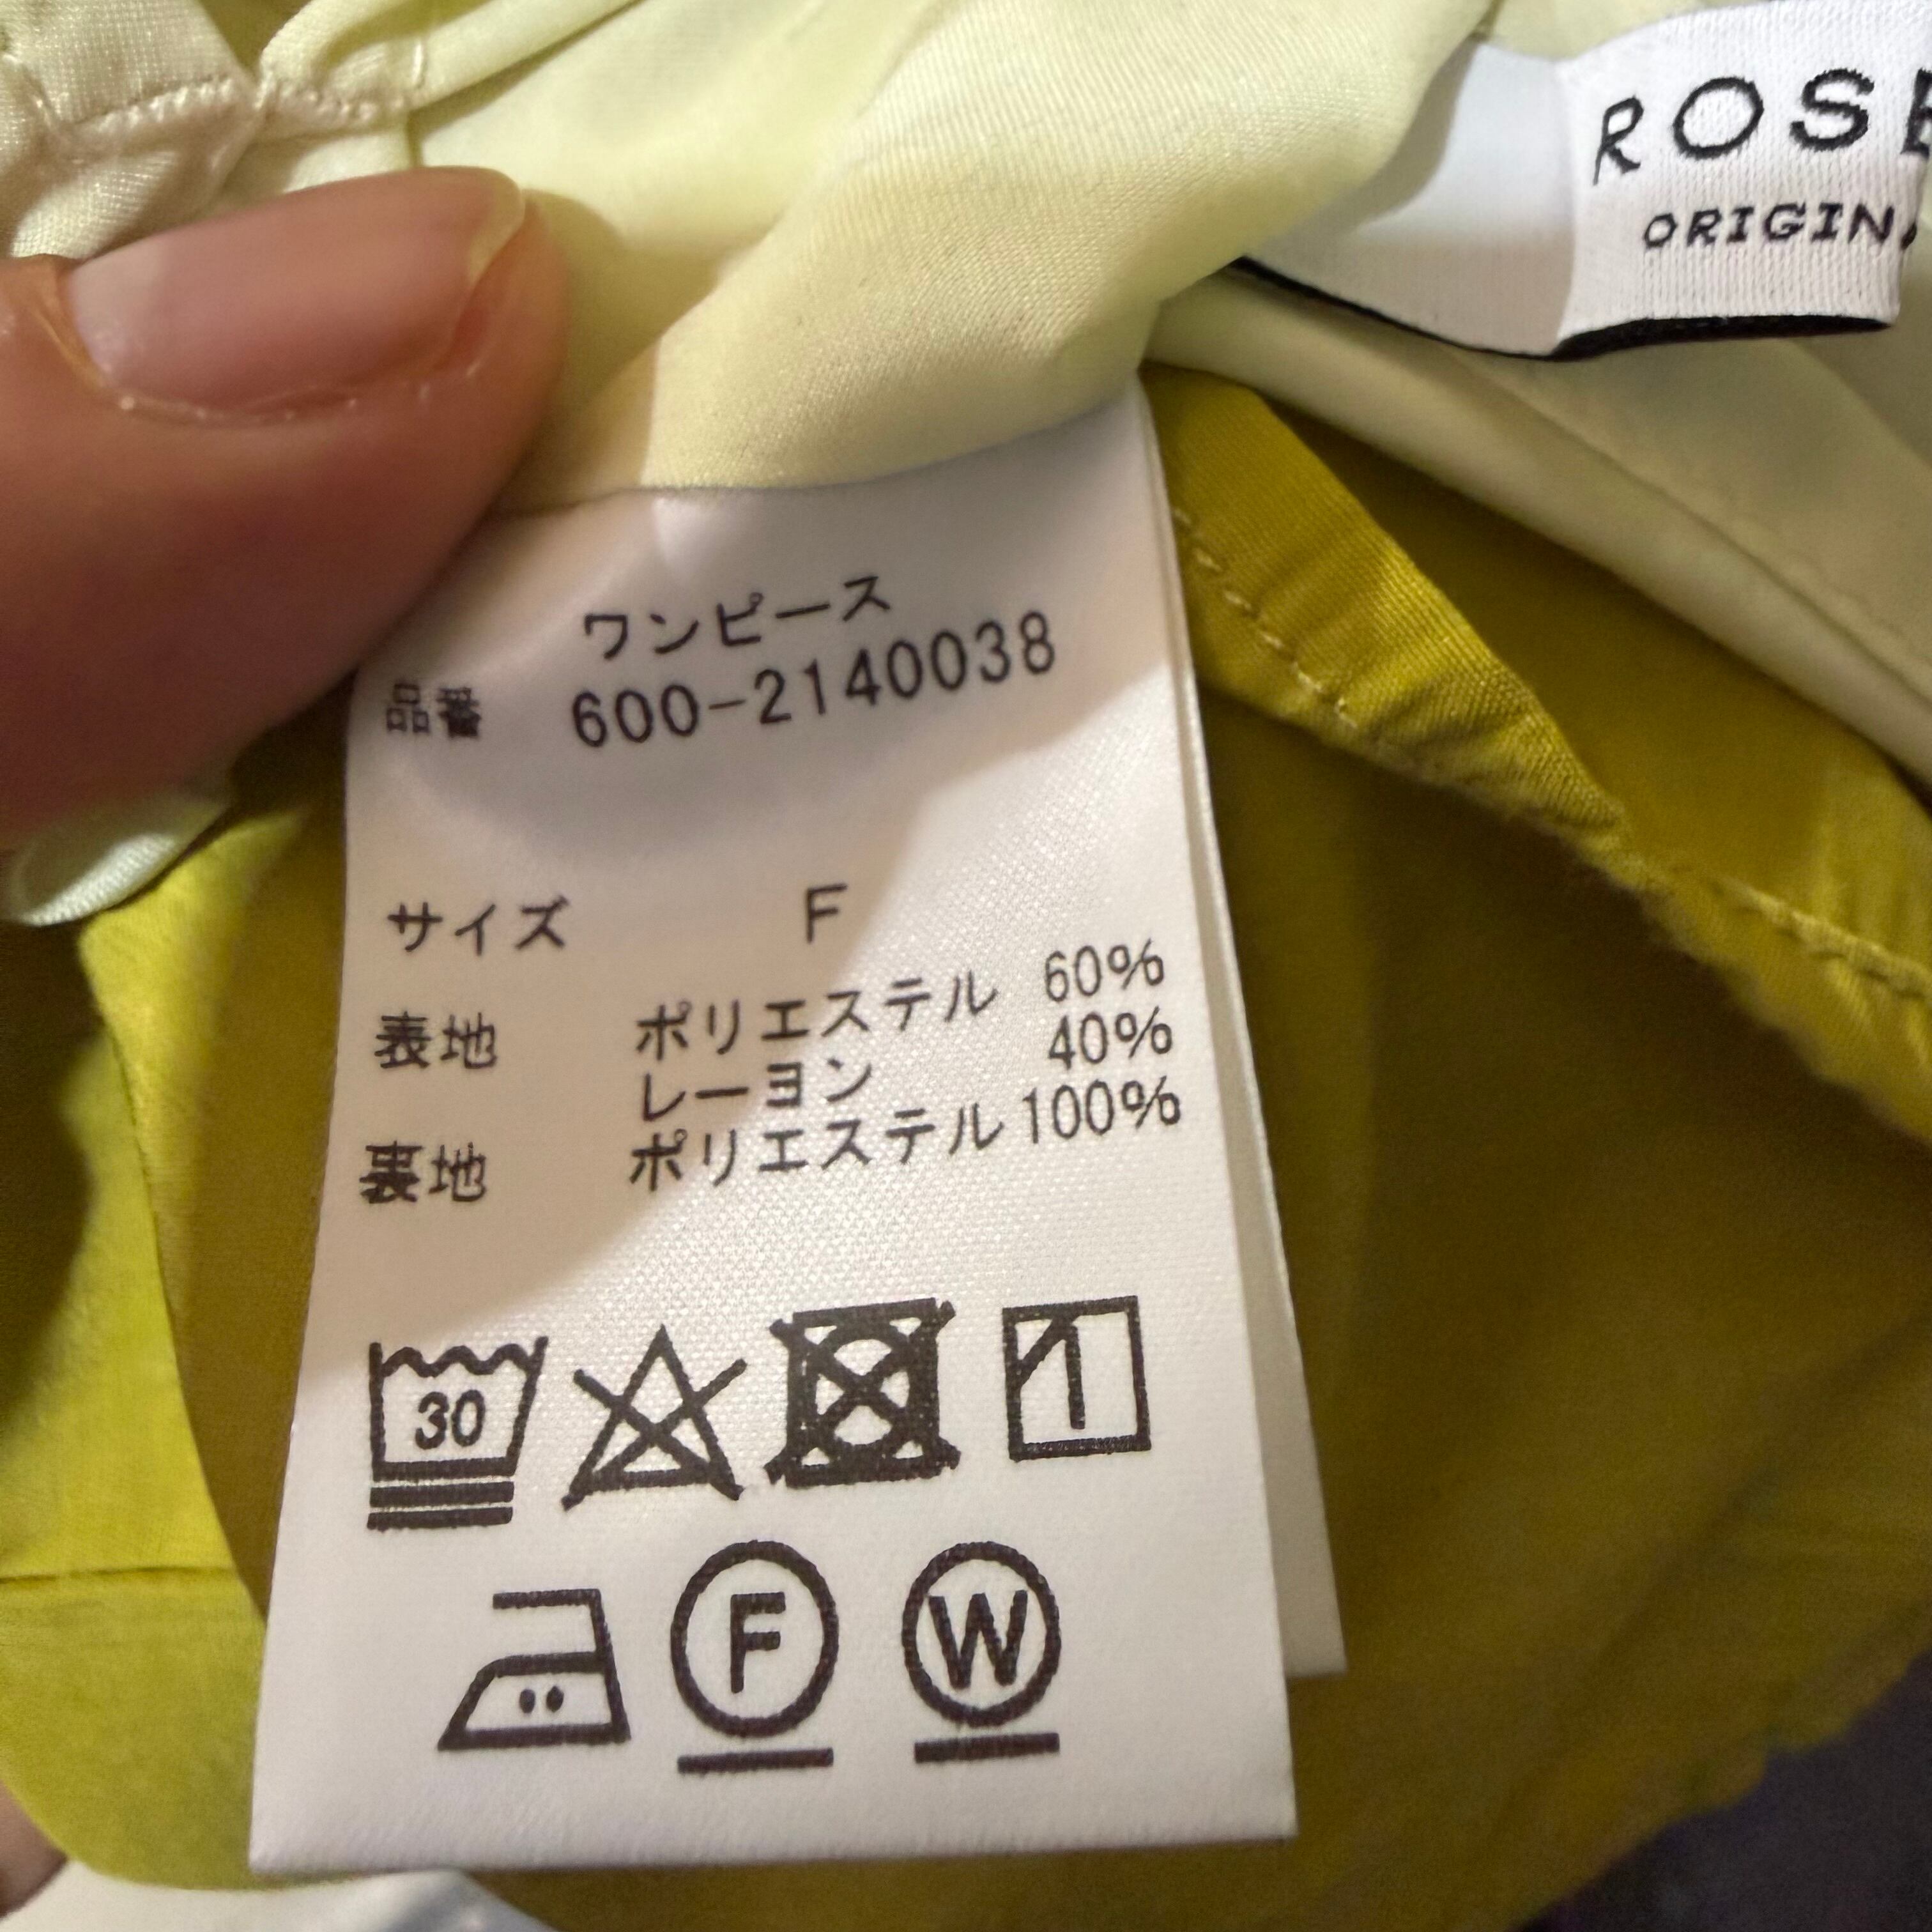 ROSE
ORIGINA
ワンピース
品番 600-2140038
サイズ F
表地 ポリエステル 60%
レーヨン 40%
裏地 ポリエステル 100%
30
F
W